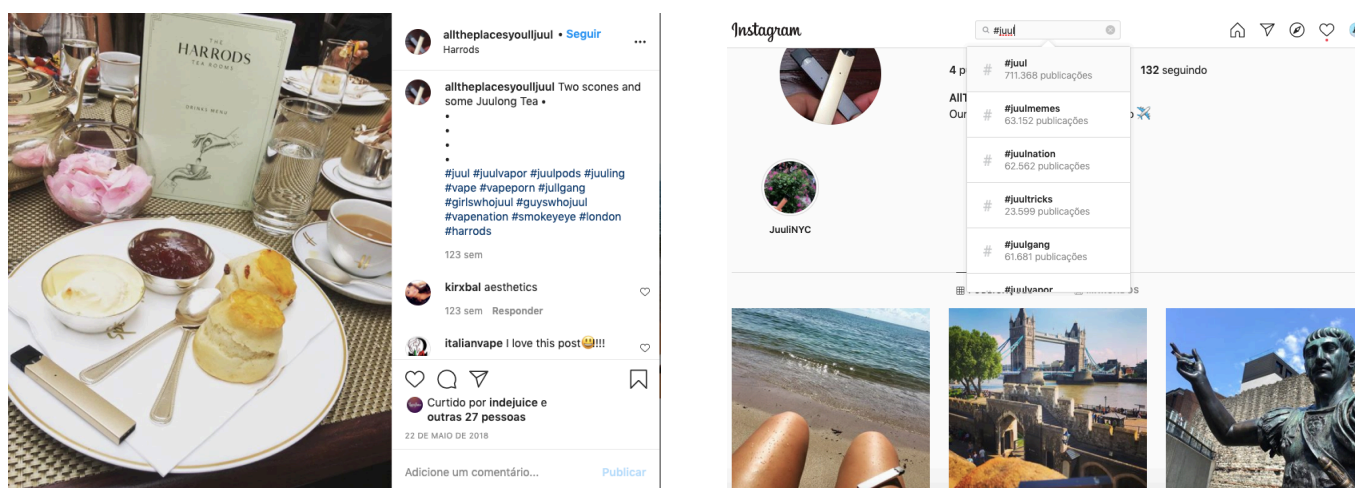 THE
HARRODS
TEA ROOMS
DRINKS MENU
alltheplacesyoulljuul • Seguir
Harrods
alltheplacesyoulljuul Two scones and
some Juulong Tea •
•
•
•
•
#juul #juulvapor #juulpods #juuling
#vape #vapeporn #jullgang
#girlswhojuul #guyswhojuul
#vapenation #smokeyeye #london
#harrods
123 sem
kirxbal aesthetics
123 sem Responder
italianvape I love this post😃!!!
Curtido por indejuice e
outras 27 pessoas
22 DE MAIO DE 2018
Adicione um comentário... Publicar
Instagram
#juul
4 p
132 seguindo
#juul
711.368 publicações
#juulmemes
63.152 publicações
#juulnation
62.562 publicações
#juultricks
23.599 publicações
#juulgang
61.681 publicações
#juulvapor
JuuliNYC